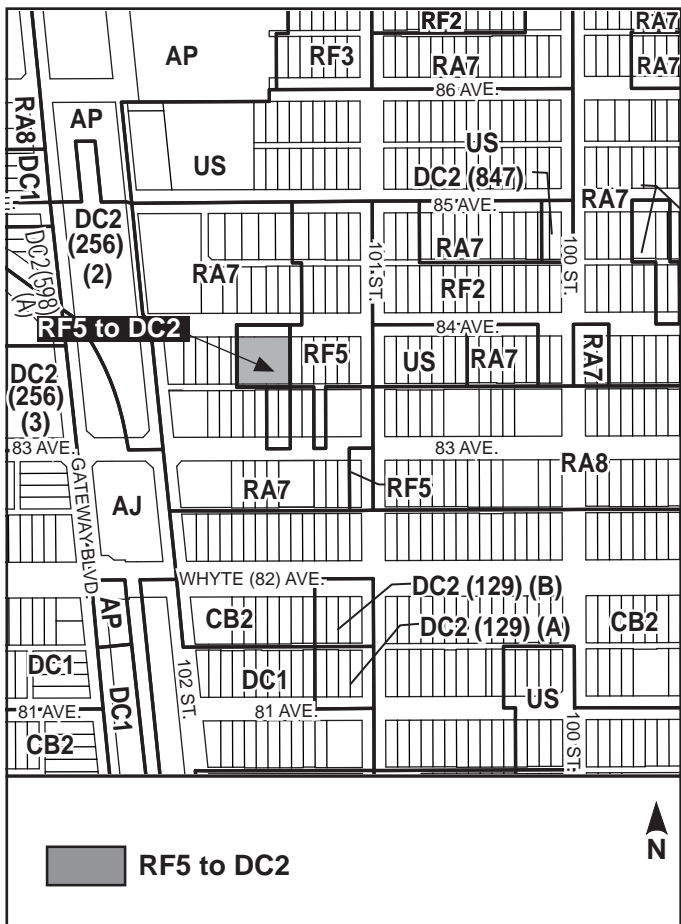 RF2
RA7
AP
RF3
RA7
RA7
86 AVE.
RA8
AP
US
US
DC1
DC2 (847)
E.
RA7
85 AVE.
DC2
(256)
(2)
RA7
101 ST.
RA7
100 ST.
DC2 (598)
(A)
RF2
RF5 to DC2
84 AVE.
RF5
US
RA7
RA7
DC2
(256)
(3)
83 AVE.
83 AVE.
RA8
GATEWAY BLVD.
AJ
RA7
RF5
WHYTE (82) AVE.
DC2 (129) (B)
AP
CB2
DC2 (129) (A)
CB2
DC1
DC1
DC1
102 ST.
US
81 AVE.
81 AVE.
100 ST.
CB2
RF5 to DC2
N